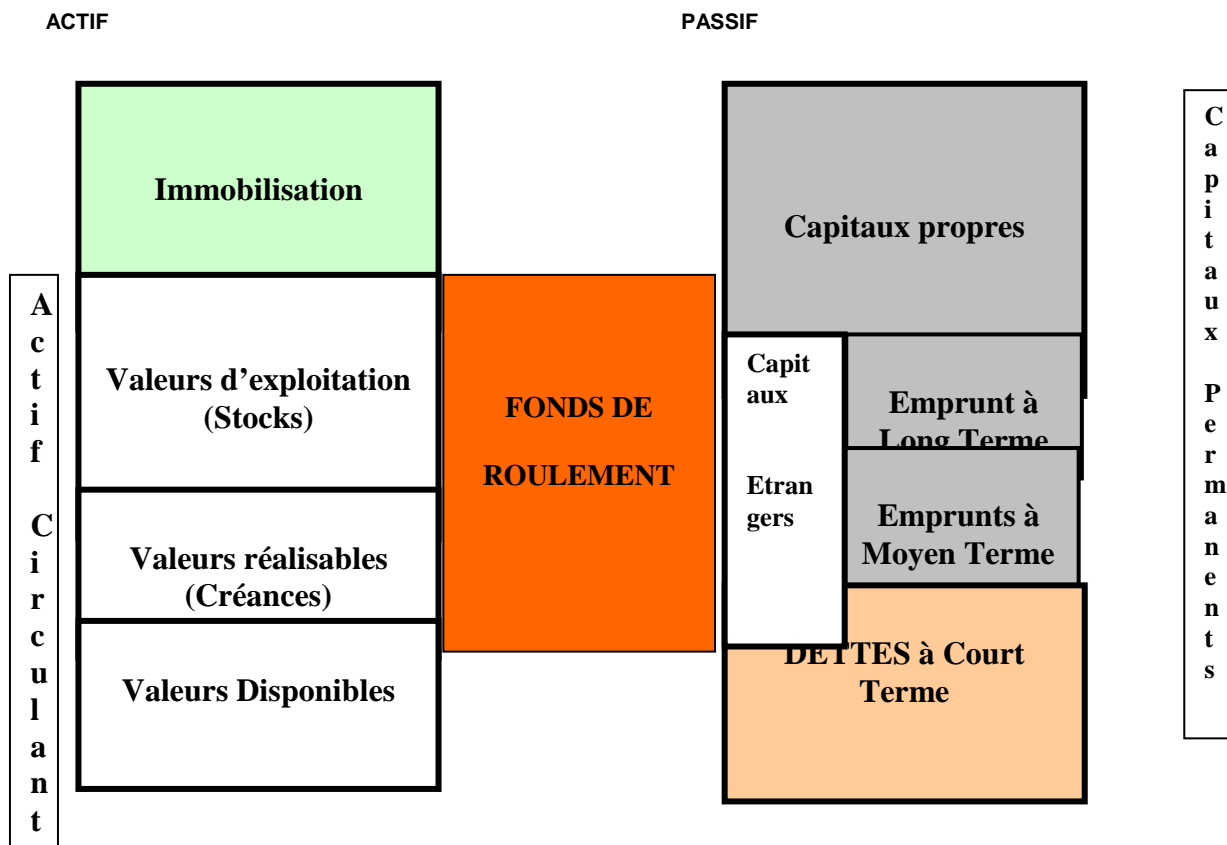 ACTIF
PASSIF
Immobilisation
Actif Circulant
Valeurs d'exploitation
(Stocks)
Valeurs réalisables
(Créances)
Valeurs Disponibles
FONDS DE
ROULEMENT
Capitaux propres
Capit
aux
Etran
gers
Emprunt à
Long Terme
Emprunts à
Moyen Terme
DETTES à Court
Terme
Capitaux Permanents